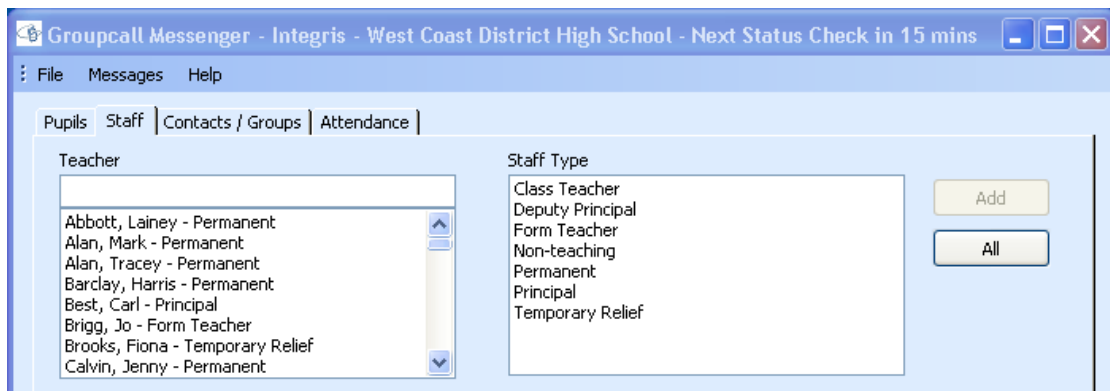 Groupcall Messenger - Integris - West Coast District High School - Next Status Check in 15 mins
File Messages Help
Pupils Staff Contacts / Groups Attendance
Teacher
Abbott, Lainey - Permanent
Alan, Mark - Permanent
Alan, Tracey - Permanent
Barclay, Harris - Permanent
Best, Carl - Principal
Brigg, Jo - Form Teacher
Brooks, Fiona - Temporary Relief
Calvin, Jenny - Permanent
Staff Type
Class Teacher
Deputy Principal
Form Teacher
Non-teaching
Permanent
Principal
Temporary Relief
Add
All